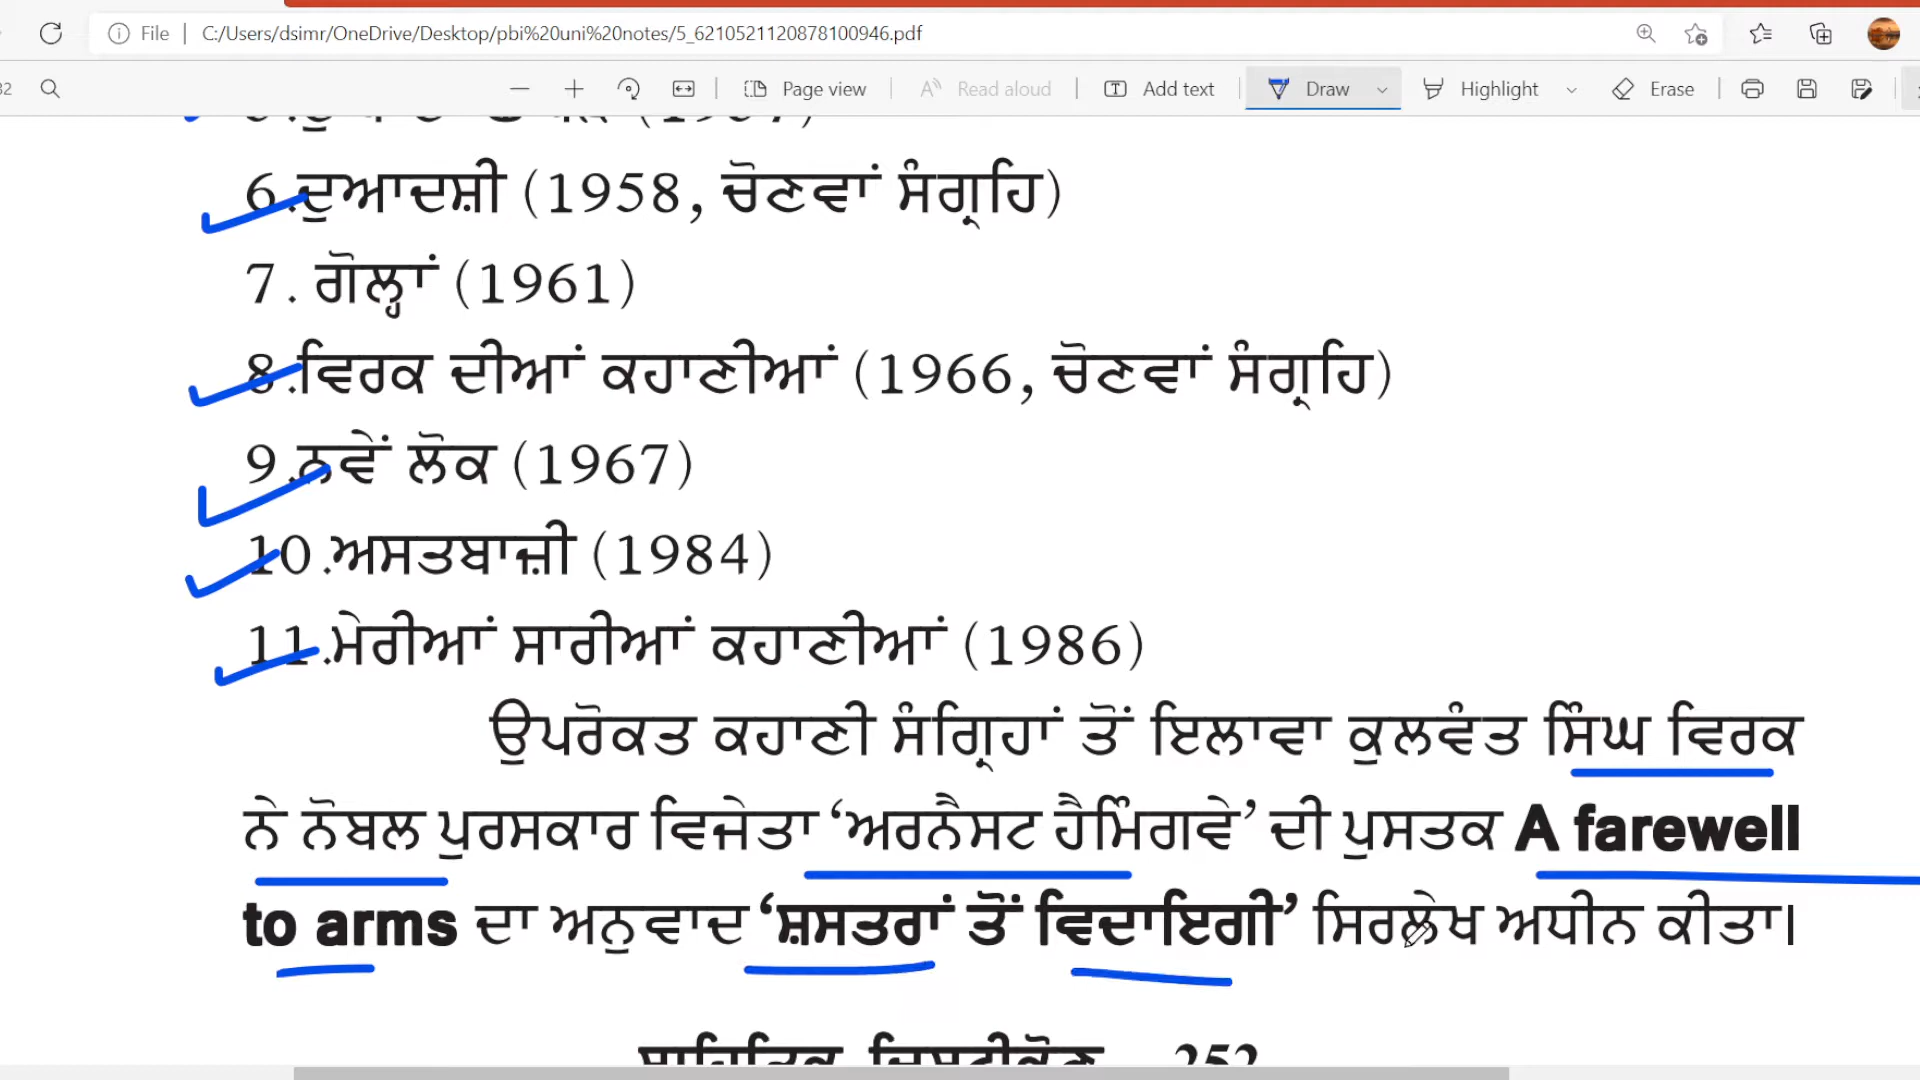 File C:/Users/dsimr/OneDrive/Desktop/pbi%20uni%20notes/5_6210521120878100946.pdf
Page view Read aloud Add text Draw Highlight Erase
6.ਦੁਆਦਸ਼ੀ (1958, ਚੋਣਵਾਂ ਸੰਗ੍ਰਹਿ)
7. ਗੋਲ੍ਹਾਂ (1961)
8.ਵਿਰਕ ਦੀਆਂ ਕਹਾਣੀਆਂ (1966, ਚੋਣਵਾਂ ਸੰਗ੍ਰਹਿ)
9.ਨਵੇਂ ਲੋਕ (1967)
10.ਅਸਤਬਾਜ਼ੀ (1984)
11.ਮੇਰੀਆਂ ਸਾਰੀਆਂ ਕਹਾਣੀਆਂ (1986)
ਉਪਰੋਕਤ ਕਹਾਣੀ ਸੰਗ੍ਰਿਹਾਂ ਤੋਂ ਇਲਾਵਾ ਕੁਲਵੰਤ ਸਿੰਘ ਵਿਰਕ
ਨੇ ਨੋਬਲ ਪੁਰਸਕਾਰ ਵਿਜੇਤਾ ‘ਅਰਨੈਸਟ ਹੈਮਿੰਗਵੇ’ ਦੀ ਪੁਸਤਕ A farewell
to arms ਦਾ ਅਨੁਵਾਦ ‘ਸ਼ਸਤਰਾਂ ਤੋਂ ਵਿਦਾਇਗੀ’ ਸਿਰਲੇਖ ਅਧੀਨ ਕੀਤਾ।
252